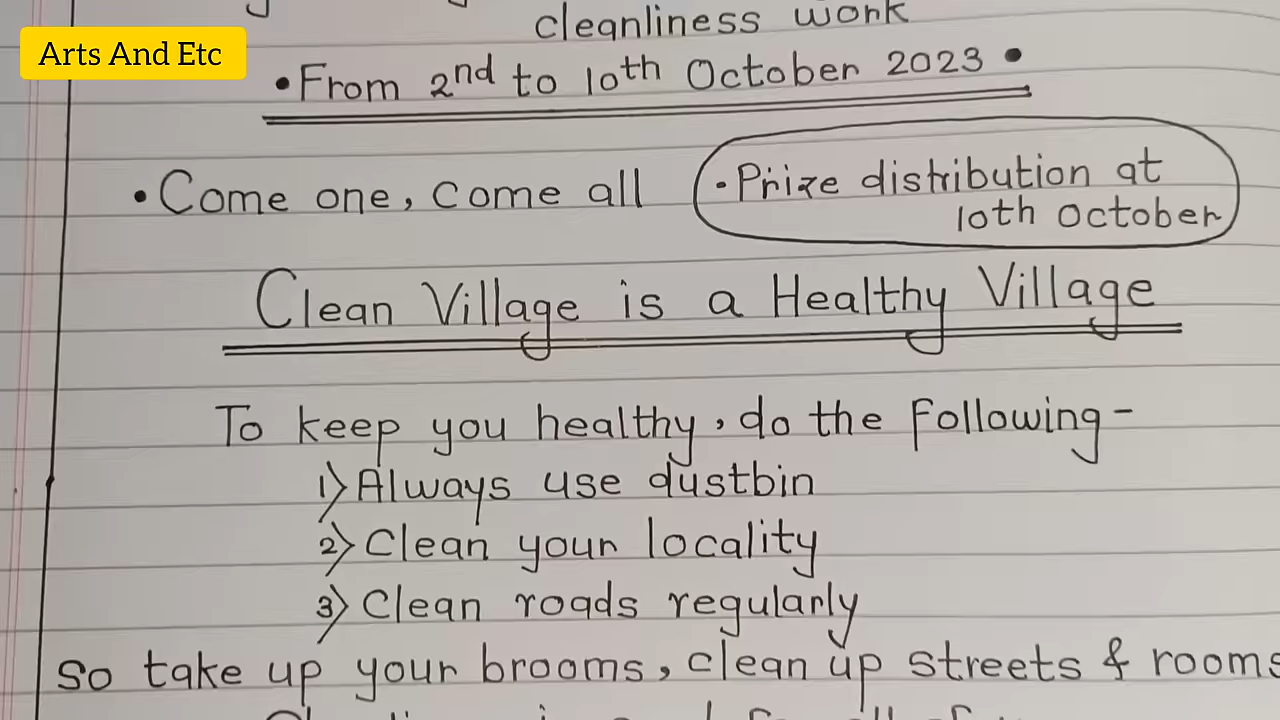 cleanliness work
Arts And Etc
• From 2nd to 10th October 2023 •
• Come one, come all
• Prize distribution at
10th October
Clean Village is a Healthy Village
To keep you healthy, do the following -
1) Always use dustbin
2) Clean your locality
3) Clean roads regularly
So take up your brooms, clean up streets & rooms